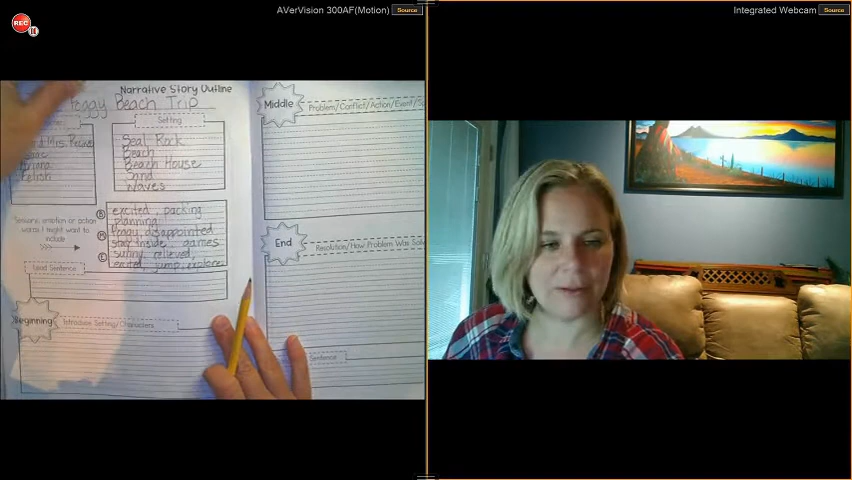 REC
AVerVision 300AF(Motion) Source
Integrated Webcam Source
Narrative Story Outline
Foggy Beach Trip
Setting
Seal Rock
Beach
Beach House
Sand
Waves
Sensory, emotion or action
words I might want to
include
B excited, packing
planning
M foggy, disappointed
stay inside, games
E sunny, relieved,
excited, jump, explore
Lead Sentence
Beginning
Introduce Setting/Characters
Middle
Problem/Conflict/Action/Event
End
Resolution/How Problem Was
Sentence